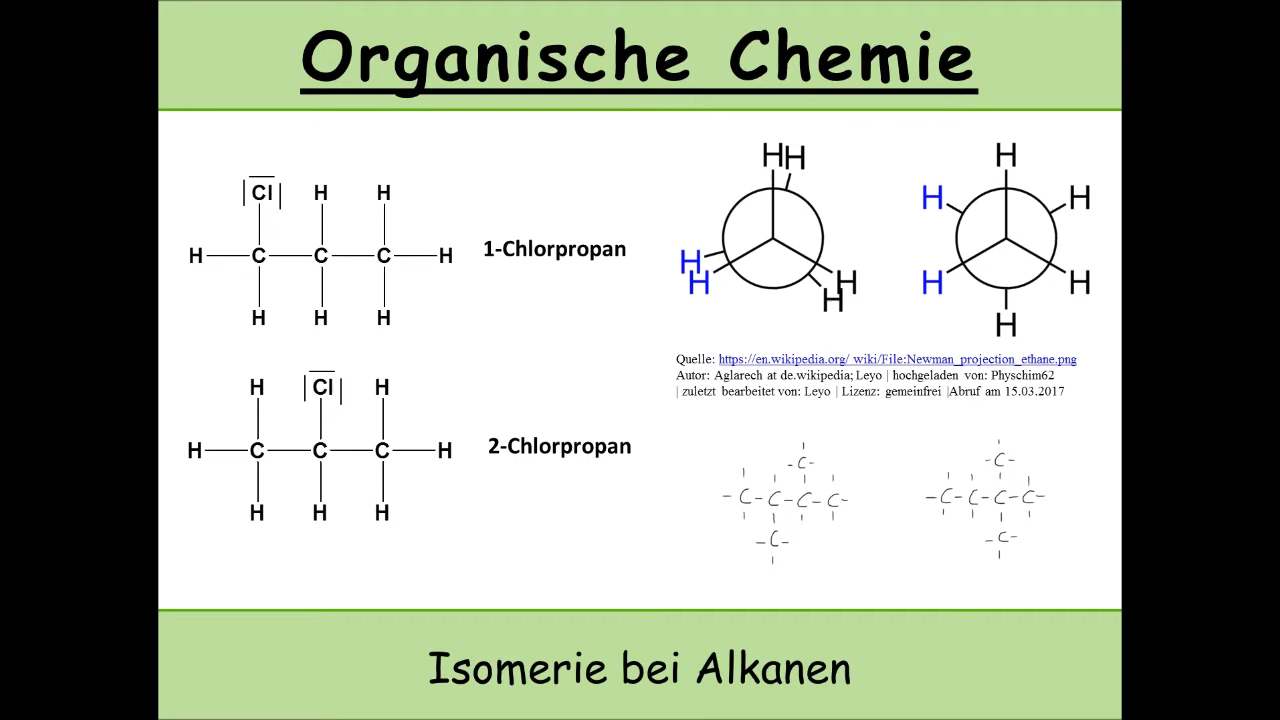 Organische Chemie
|Cl| H H
H C C C H
H H H
1-Chlorpropan
H |Cl| H
H C C C H
H H H
2-Chlorpropan
H H
H
H
H
H
H
H H
H H
H
Quelle: https://en.wikipedia.org/ wiki/File:Newman_projection_ethane.png
Autor: Aglarech at de.wikipedia; Leyo | hochgeladen von: Physchim62
| zuletzt bearbeitet von: Leyo | Lizenz: gemeinfrei |Abruf am 15.03.2017
-C-
-C-C-C-C-
-C-
-C-
-C-C-C-C-
-C-
Isomerie bei Alkanen